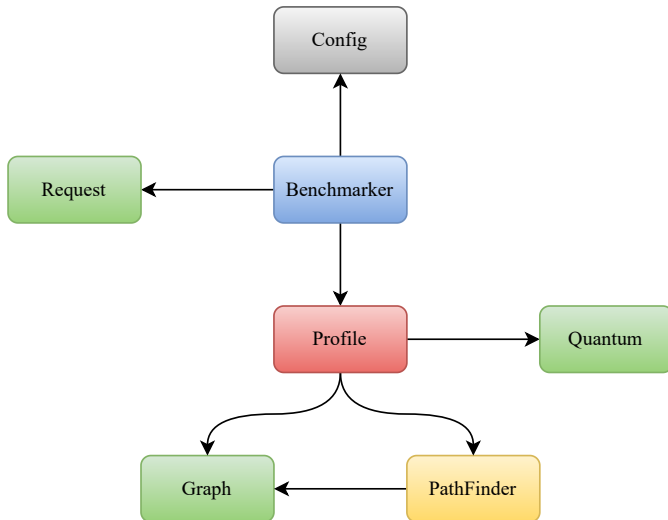 Config
Request
Benchmarker
Profile
Quantum
Graph
PathFinder